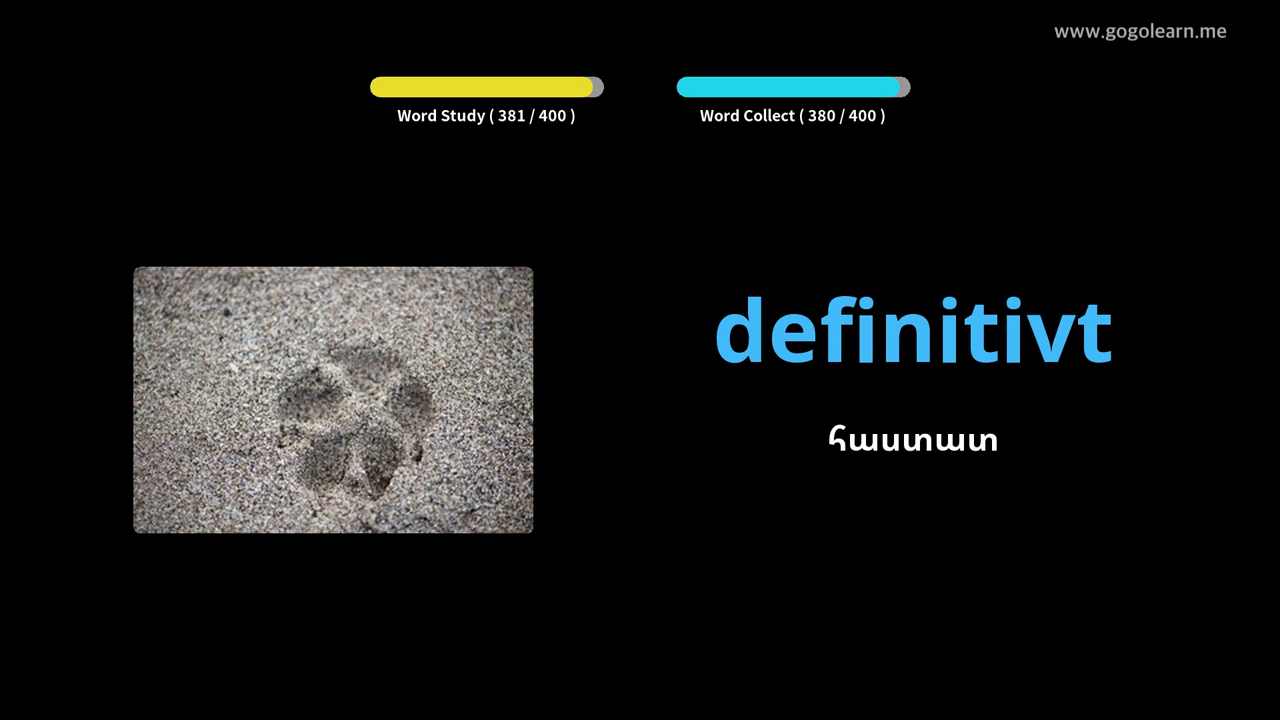 www.gogolearn.me
Word Study ( 381 / 400 )
Word Collect ( 380 / 400 )
definitivt
հաստատ